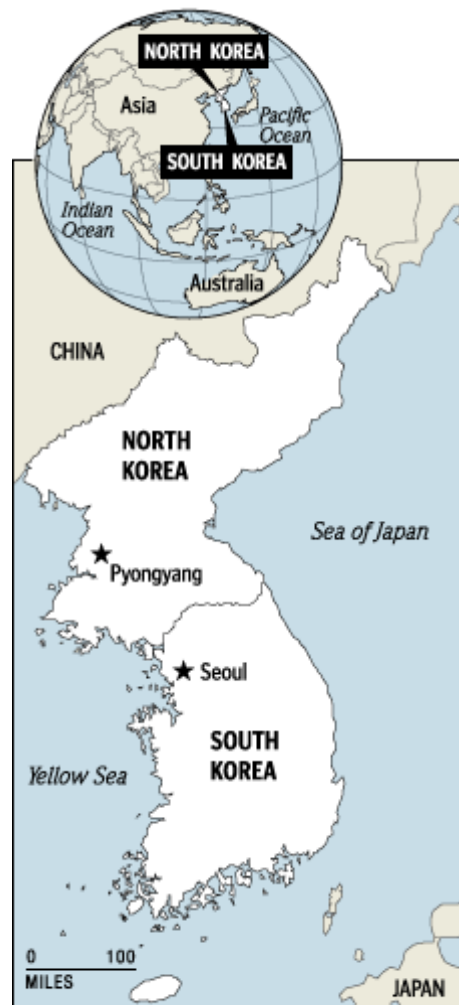 NORTH KOREA
Asia
Pacific
Ocean
SOUTH KOREA
Indian
Ocean
Australia
CHINA
NORTH
KOREA
Sea of Japan
Pyongyang
Seoul
SOUTH
KOREA
Yellow Sea
0 100
MILES
JAPAN